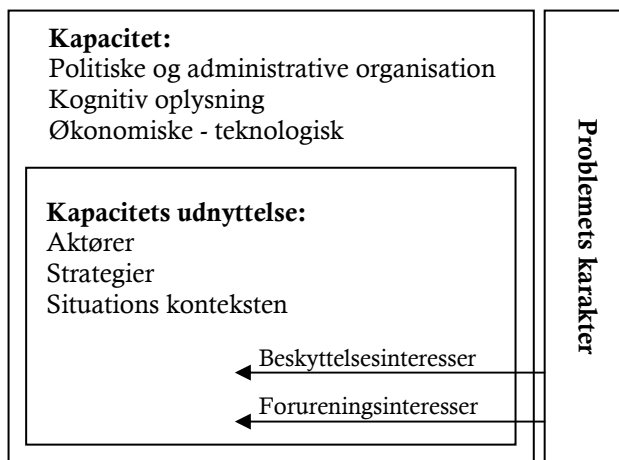 Kapacitet:
Politiske og administrative organisation
Kognitiv oplysning
Økonomiske - teknologisk
Kapacitets udnyttelse:
Aktører
Strategier
Situations konteksten
Beskyttelsesinteresser
Forureningsinteresser
Problemets karakter